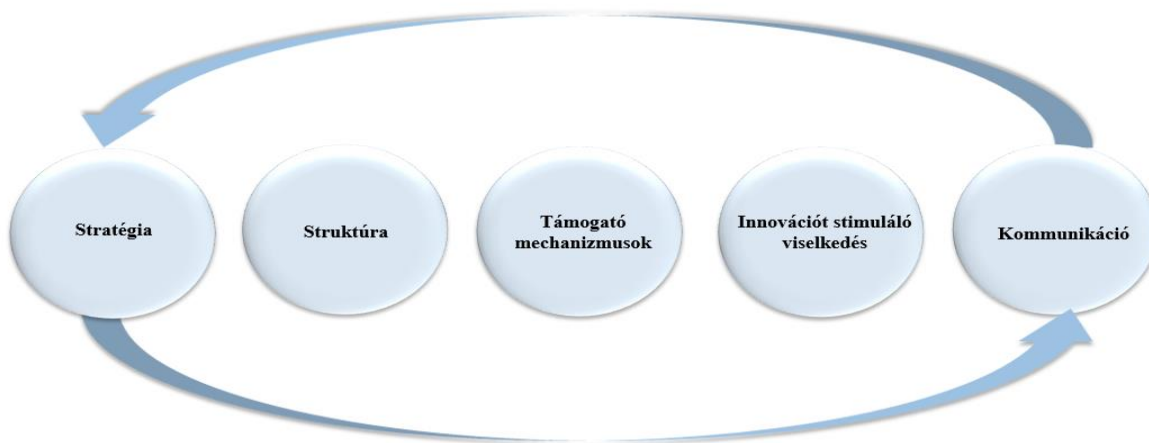 Stratégia
Struktúra
Támogató
mechanizmusok
Innovációt stimuláló
viselkedés
Kommunikáció